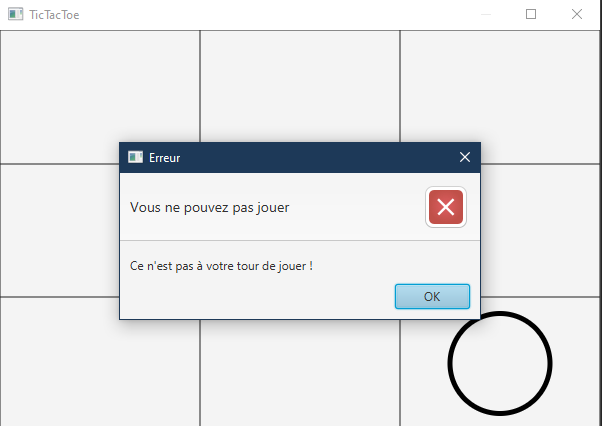 TicTacToe
Erreur
Vous ne pouvez pas jouer
Ce n'est pas à votre tour de jouer !
OK